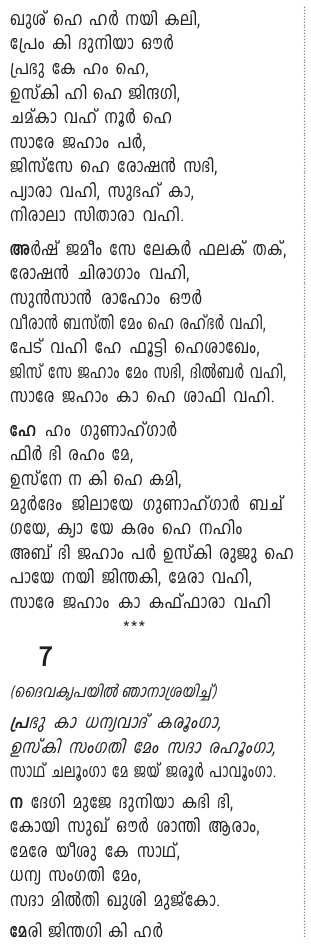 ഖുശ് ഹെ ഹർ നയി കലി,
പ്രേം കി ദുനിയാ ഔർ
പ്രഭു കേ ഹം ഹെ,
ഉസ്കി ഹി ഹെ ജിന്ദഗി,
ചമ്കാ വഹ് നൂർ ഹെ
സാരേ ജഹാം പർ,
ജിസ്സേ ഹെ രോഷൻ സഭി,
പ്യാരാ വഹി, സുഭഹ് കാ,
നിരാലാ സിതാരാ വഹി.
അർഷ് ജമീം സേ ലേകർ ഫലക് തക്,
രോഷൻ ചിരാഗാം വഹി,
സുൻസാൻ രാഹോം ഔർ
വീരാൻ ബസ്തി മേം ഹെ രഹ്ഭർ വഹി,
പേട് വഹി ഹേ ഫൂട്ടി ഹെശാഖേം,
ജിസ് സേ ജഹാം മേം സഭി, ദിൽബർ വഹി,
സാരേ ജഹാം കാ ഹെ ശാഫി വഹി.
ഹേ ഹം ഗുണാഹ്ഗാർ
ഫിർ ഭി രഹം മേ,
ഉസ്നേ ന കി ഹെ കമി,
മുർദേം ജിലായേ ഗുണാഹ്ഗാർ ബച്
ഗയേ, ക്യാ യേ കരം ഹെ നഹിം
അബ് ഭി ജഹാം പർ ഉസ്കി രുജു ഹെ
പായേ നയി ജിന്തകി, മേരാ വഹി,
സാരേ ജഹാം കാ കഫ്ഫാരാ വഹി
***
7
(ദൈവകൃപയിൽ ഞാനാശ്രയിച്ച്)
പ്രഭു കാ ധന്യവാദ് കരൂംഗാ,
ഉസ്കി സംഗതി മേം സദാ രഹൂംഗാ,
സാഥ് ചലൂംഗാ മേ ജയ് ജരൂർ പാവൂംഗാ.
ന ദേഗി മുജേ ദുനിയാ കഭി ഭി,
കോയി സുഖ് ഔർ ശാന്തി ആരാം,
മേരേ യീശു കേ സാഥ്,
ധന്യ സംഗതി മേം,
സദാ മിൽതി ഖുശി മുജ്കോ.
മേരി ജിന്തഗി കി ഹർ